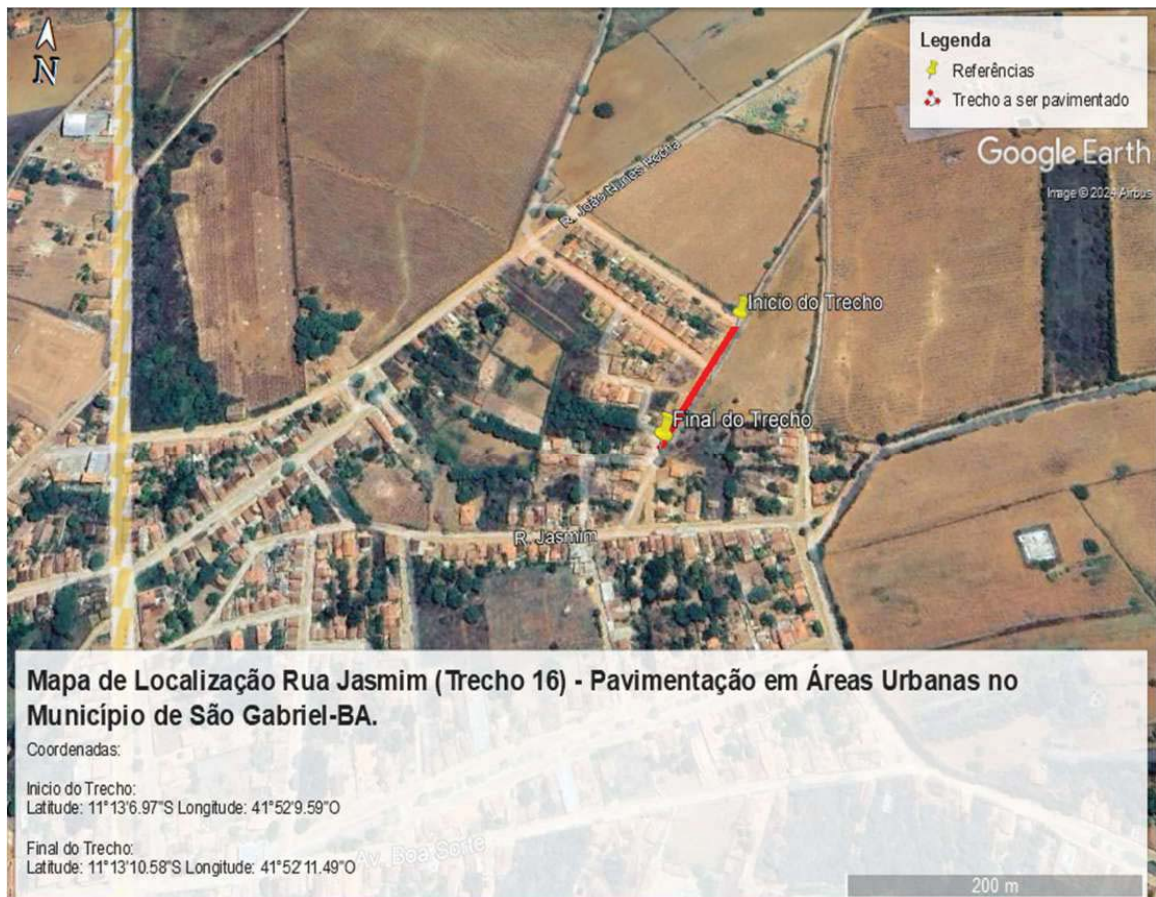 N
Legenda
Referências
Trecho a ser pavimentado
Google Earth
Image © 2024 Airbus
R. João Nunes Rocha
Inicio do Trecho
Final do Trecho
R. Jasmim
Mapa de Localização Rua Jasmim (Trecho 16) - Pavimentação em Áreas Urbanas no
Município de São Gabriel-BA.
Coordenadas:
Inicio do Trecho:
Latitude: 11°13'6.97"S Longitude: 41°52'9.59"O
Final do Trecho:
Latitude: 11°13'10.58"S Longitude: 41°52'11.49"O
Av. Boa Sorte
200 m